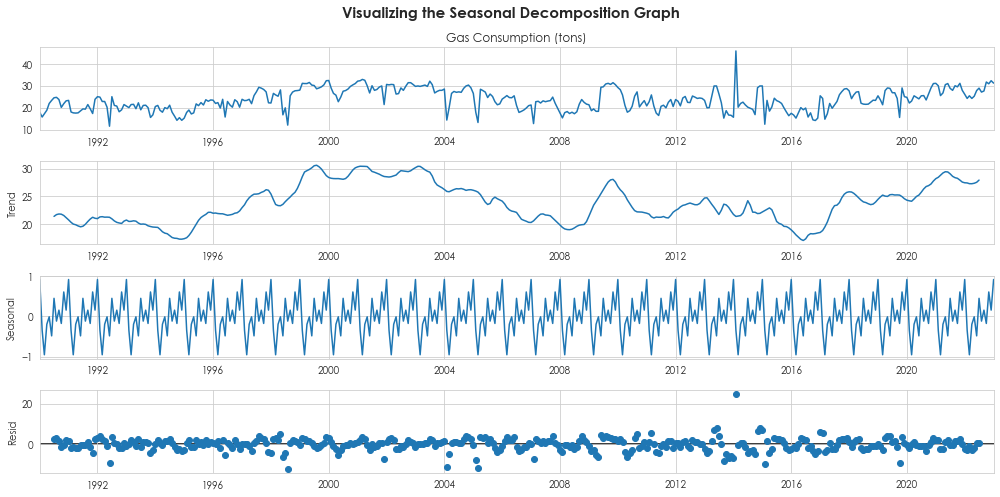 Visualizing the Seasonal Decomposition Graph
Gas Consumption (tons)
40
30
20
10
1992 1996 2000 2004 2008 2012 2016 2020
Trend
30
25
20
1992 1996 2000 2004 2008 2012 2016 2020
Seasonal
1
0
−1
1992 1996 2000 2004 2008 2012 2016 2020
Resid
20
0
1992 1996 2000 2004 2008 2012 2016 2020